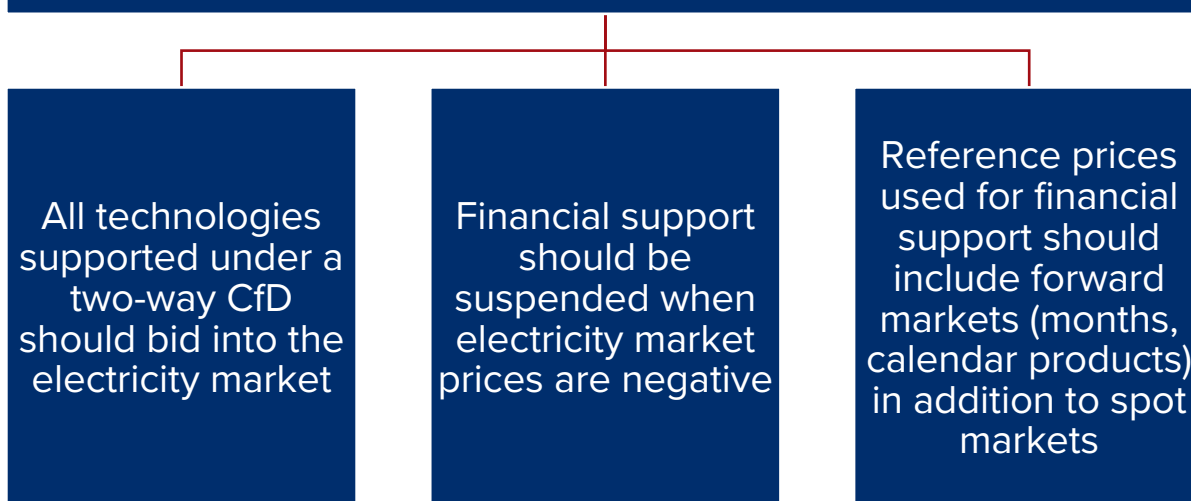 All technologies
supported under a
two-way CfD
should bid into the
electricity market
Financial support
should be
suspended when
electricity market
prices are negative
Reference prices
used for financial
support should
include forward
markets (months,
calendar products)
in addition to spot
markets